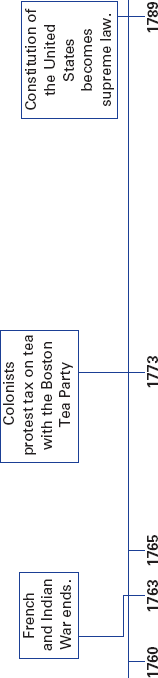 French
and Indian
War ends.
Colonists
protest tax on tea
with the Boston
Tea Party
Constitution of
the United
States
becomes
supreme law.
1760
1763
1765
1773
1789